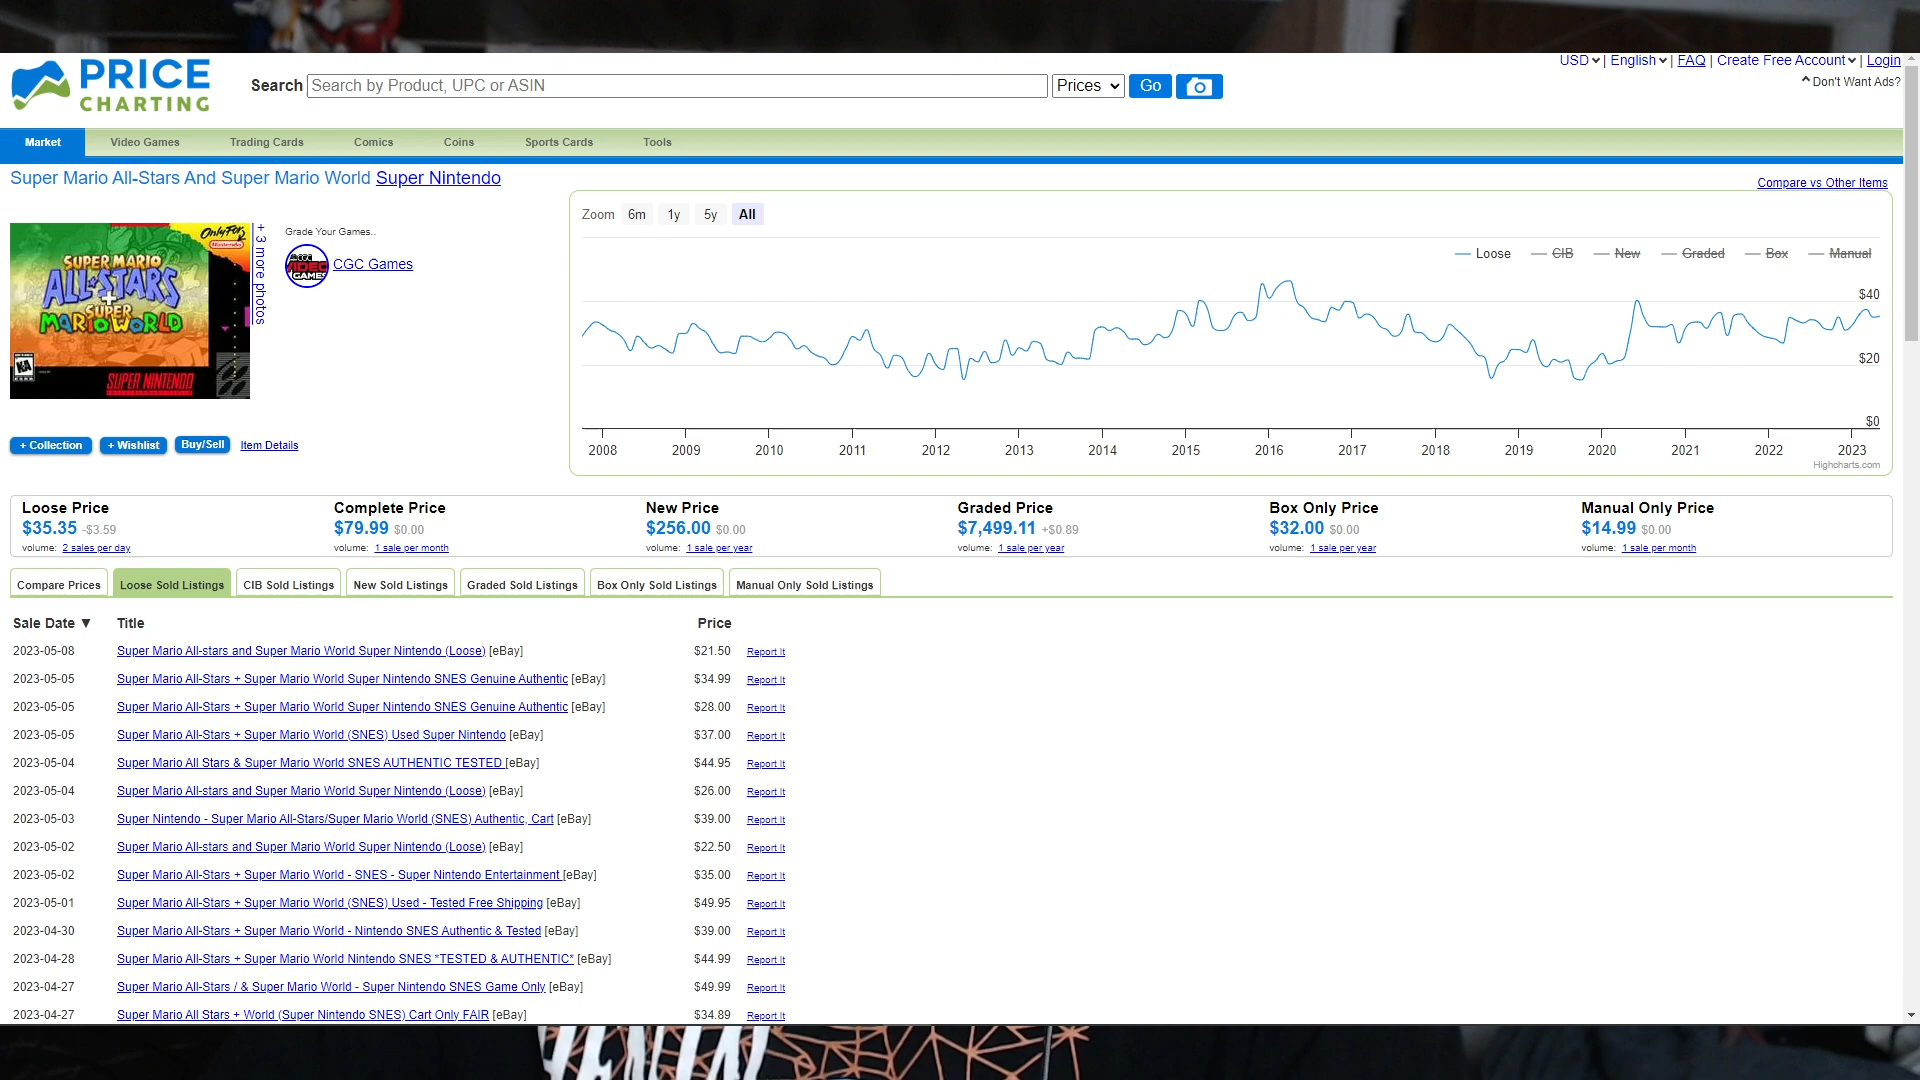 PRICE
CHARTING
Search Search by Product, UPC or ASIN Prices Go
USD | English | FAQ | Create Free Account | Login
^ Don't Want Ads?
Market Video Games Trading Cards Comics Coins Sports Cards Tools
Super Mario All-Stars And Super Mario World Super Nintendo
Compare vs Other Items
Only For
Nintendo
SUPER MARIO
ALL-STARS
+
SUPER
MARIO WORLD
K-A
SUPER NINTENDO
+ 3 more photos
Grade Your Games..
CGC Games
VIDEO
GAMES
+ Collection + Wishlist Buy/Sell Item Details
Zoom 6m 1y 5y All
Loose CIB New Graded Box Manual
$40
$20
$0
2008 2009 2010 2011 2012 2013 2014 2015 2016 2017 2018 2019 2020 2021 2022 2023
Highcharts.com
Loose Price Complete Price New Price Graded Price Box Only Price Manual Only Price
$35.35 -$3.59 $79.99 $0.00 $256.00 $0.00 $7,499.11 +$0.89 $32.00 $0.00 $14.99 $0.00
volume: 2 sales per day volume: 1 sale per month volume: 1 sale per year volume: 1 sale per year volume: 1 sale per year volume: 1 sale per month
Compare Prices Loose Sold Listings CIB Sold Listings New Sold Listings Graded Sold Listings Box Only Sold Listings Manual Only Sold Listings
Sale Date ▼ Title Price
2023-05-08 Super Mario All-stars and Super Mario World Super Nintendo (Loose) [eBay] $21.50 Report It
2023-05-05 Super Mario All-Stars + Super Mario World Super Nintendo SNES Genuine Authentic [eBay] $34.99 Report It
2023-05-05 Super Mario All-Stars + Super Mario World Super Nintendo SNES Genuine Authentic [eBay] $28.00 Report It
2023-05-05 Super Mario All-Stars + Super Mario World (SNES) Used Super Nintendo [eBay] $37.00 Report It
2023-05-04 Super Mario All Stars & Super Mario World SNES AUTHENTIC TESTED [eBay] $44.95 Report It
2023-05-04 Super Mario All-stars and Super Mario World Super Nintendo (Loose) [eBay] $26.00 Report It
2023-05-03 Super Nintendo - Super Mario All-Stars/Super Mario World (SNES) Authentic, Cart [eBay] $39.00 Report It
2023-05-02 Super Mario All-stars and Super Mario World Super Nintendo (Loose) [eBay] $22.50 Report It
2023-05-02 Super Mario All-Stars + Super Mario World - SNES - Super Nintendo Entertainment [eBay] $35.00 Report It
2023-05-01 Super Mario All-Stars + Super Mario World (SNES) Used - Tested Free Shipping [eBay] $49.95 Report It
2023-04-30 Super Mario All-Stars + Super Mario World - Nintendo SNES Authentic & Tested [eBay] $39.00 Report It
2023-04-28 Super Mario All-Stars + Super Mario World Nintendo SNES *TESTED & AUTHENTIC* [eBay] $44.99 Report It
2023-04-27 Super Mario All-Stars / & Super Mario World - Super Nintendo SNES Game Only [eBay] $49.99 Report It
2023-04-27 Super Mario All Stars + World (Super Nintendo SNES) Cart Only FAIR [eBay] $34.89 Report It